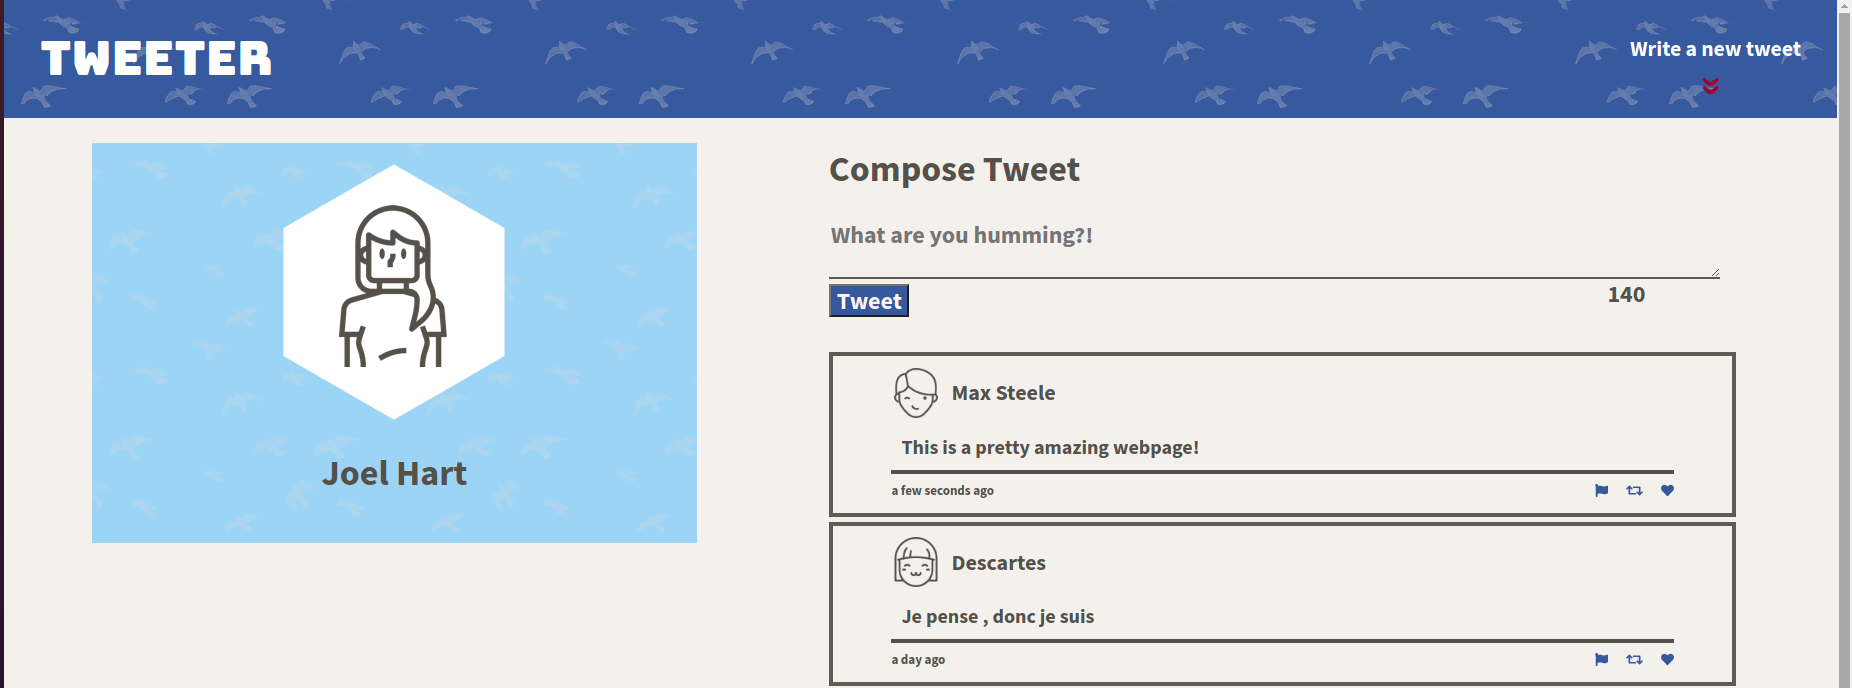 TWEETER
Write a new tweet
Joel Hart
Compose Tweet
What are you humming?!
Tweet
140
Max Steele
This is a pretty amazing webpage!
a few seconds ago
Descartes
Je pense , donc je suis
a day ago